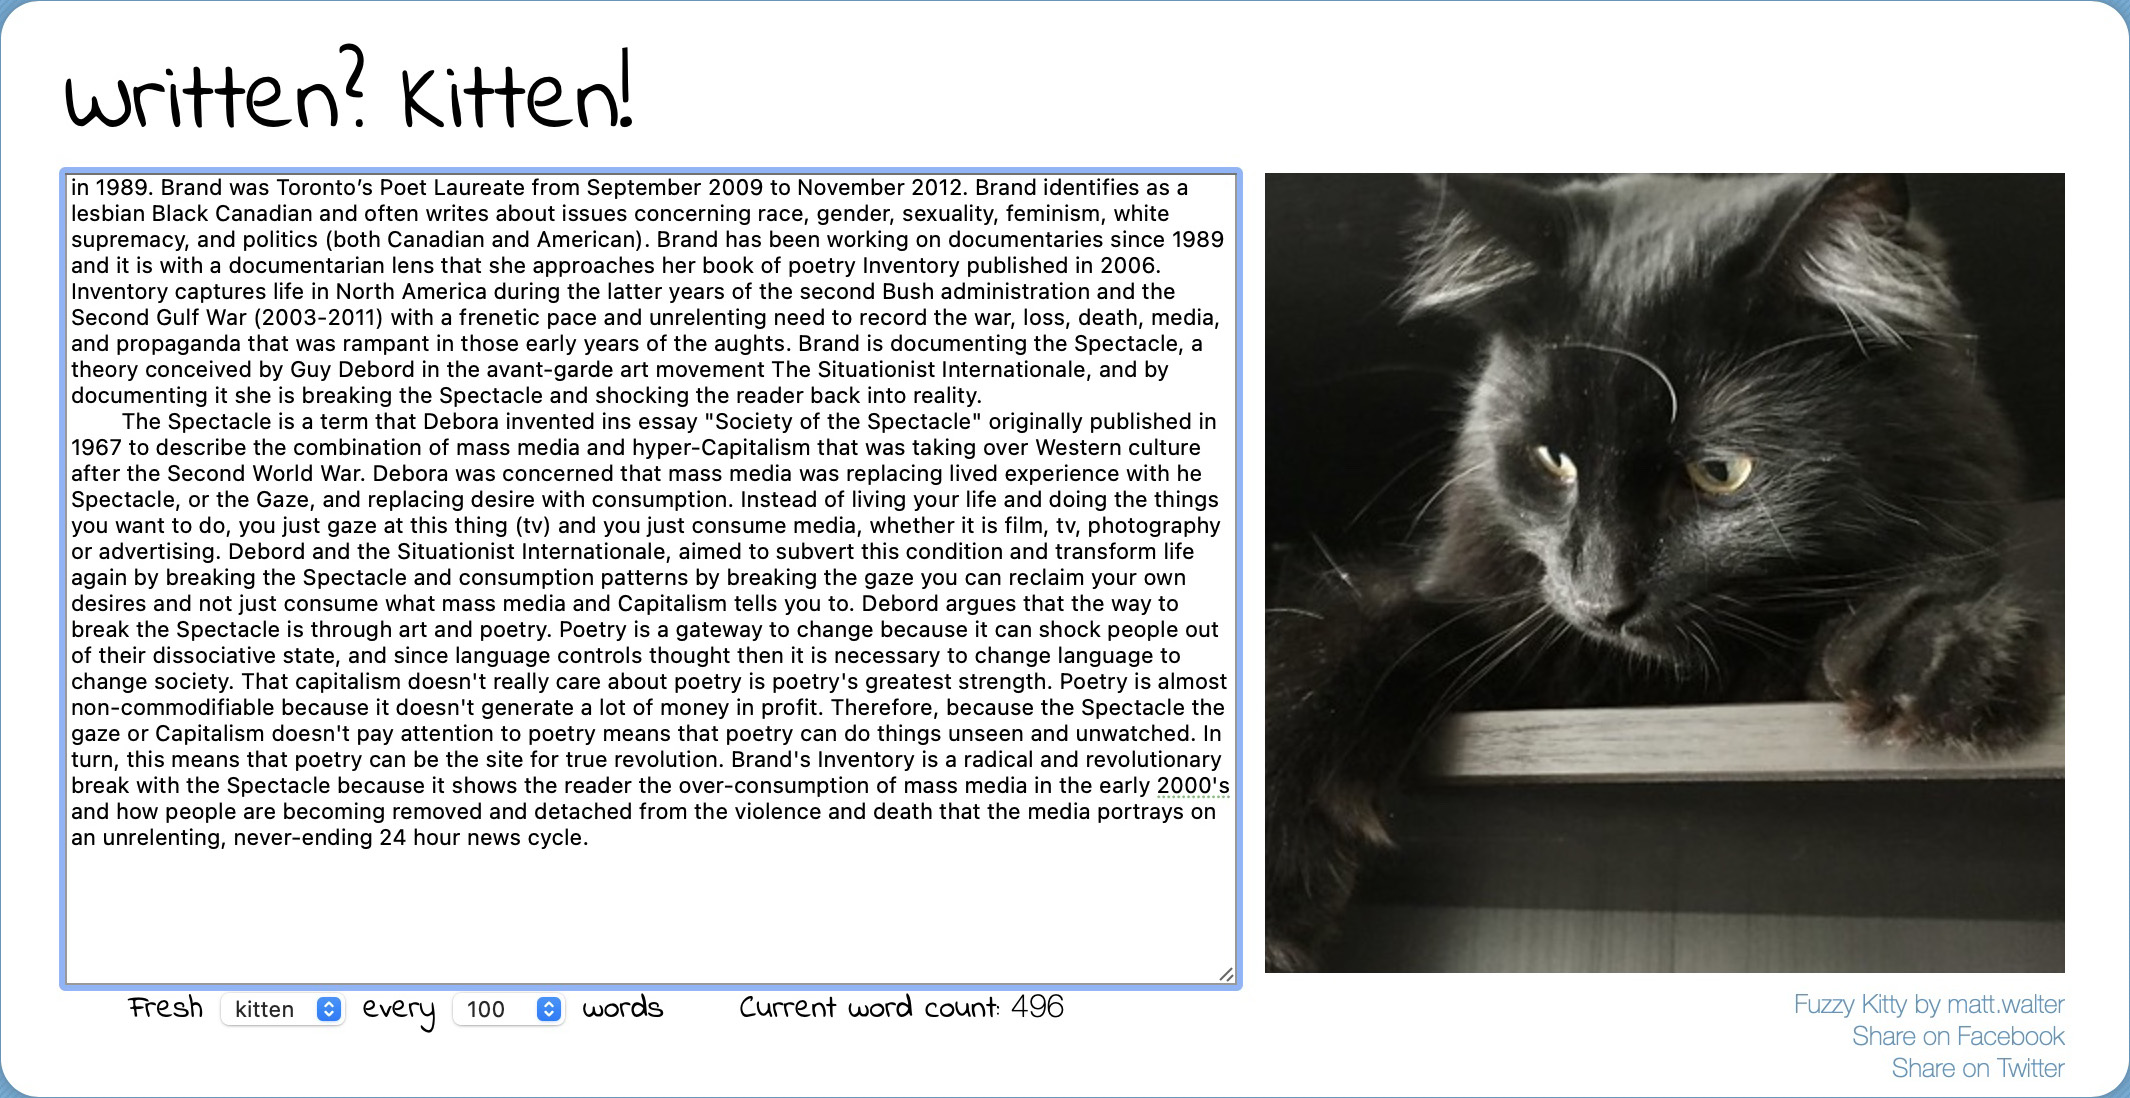 written? Kitten!
in 1989. Brand was Toronto’s Poet Laureate from September 2009 to November 2012. Brand identifies as a
lesbian Black Canadian and often writes about issues concerning race, gender, sexuality, feminism, white
supremacy, and politics (both Canadian and American). Brand has been working on documentaries since 1989
and it is with a documentarian lens that she approaches her book of poetry Inventory published in 2006.
Inventory captures life in North America during the latter years of the second Bush administration and the
Second Gulf War (2003-2011) with a frenetic pace and unrelenting need to record the war, loss, death, media,
and propaganda that was rampant in those early years of the aughts. Brand is documenting the Spectacle, a
theory conceived by Guy Debord in the avant-garde art movement The Situationist Internationale, and by
documenting it she is breaking the Spectacle and shocking the reader back into reality.
The Spectacle is a term that Debora invented ins essay "Society of the Spectacle" originally published in
1967 to describe the combination of mass media and hyper-Capitalism that was taking over Western culture
after the Second World War. Debora was concerned that mass media was replacing lived experience with he
Spectacle, or the Gaze, and replacing desire with consumption. Instead of living your life and doing the things
you want to do, you just gaze at this thing (tv) and you just consume media, whether it is film, tv, photography
or advertising. Debord and the Situationist Internationale, aimed to subvert this condition and transform life
again by breaking the Spectacle and consumption patterns by breaking the gaze you can reclaim your own
desires and not just consume what mass media and Capitalism tells you to. Debord argues that the way to
break the Spectacle is through art and poetry. Poetry is a gateway to change because it can shock people out
of their dissociative state, and since language controls thought then it is necessary to change language to
change society. That capitalism doesn't really care about poetry is poetry's greatest strength. Poetry is almost
non-commodifiable because it doesn't generate a lot of money in profit. Therefore, because the Spectacle the
gaze or Capitalism doesn't pay attention to poetry means that poetry can do things unseen and unwatched. In
turn, this means that poetry can be the site for true revolution. Brand's Inventory is a radical and revolutionary
break with the Spectacle because it shows the reader the over-consumption of mass media in the early 2000's
and how people are becoming removed and detached from the violence and death that the media portrays on
an unrelenting, never-ending 24 hour news cycle.
Fresh kitten every 100 words Current word count: 496
Fuzzy Kitty by matt.walter
Share on Facebook
Share on Twitter